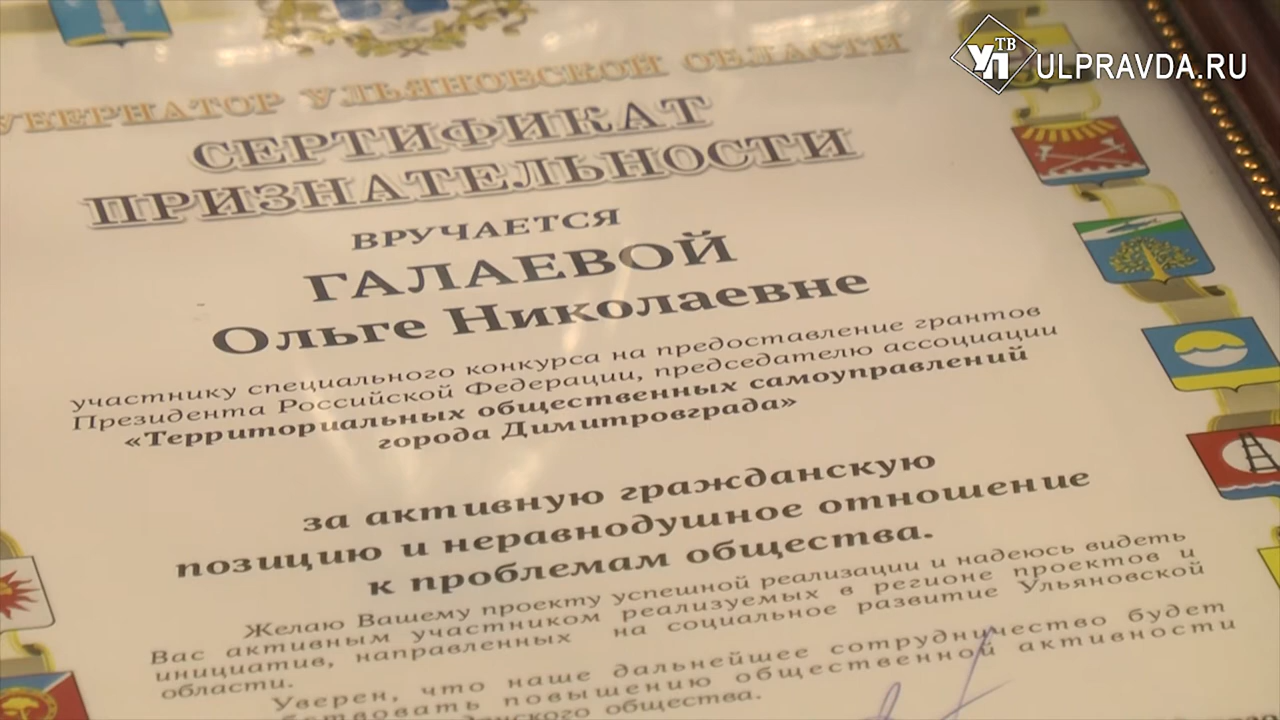 УП ТВ ULPRAVDA.RU
ГУБЕРНАТОР УЛЬЯНОВСКОЙ ОБЛАСТИ
СЕРТИФИКАТ
ПРИЗНАТЕЛЬНОСТИ
ВРУЧАЕТСЯ
ГАЛАЕВОЙ
Ольге Николаевне
участнику специального конкурса на предоставление грантов
Президента Российской Федерации, председателю ассоциации
«Территориальных общественных самоуправлений
города Димитровграда»
за активную гражданскую
позицию и неравнодушное отношение
к проблемам общества.
Желаю Вашему проекту успешной реализации и надеюсь видеть
Вас активным участником реализуемых в регионе проектов и
инициатив, направленных на социальное развитие Ульяновской
области.
Уверен, что наше дальнейшее сотрудничество будет
повышению общественной активности
общества.